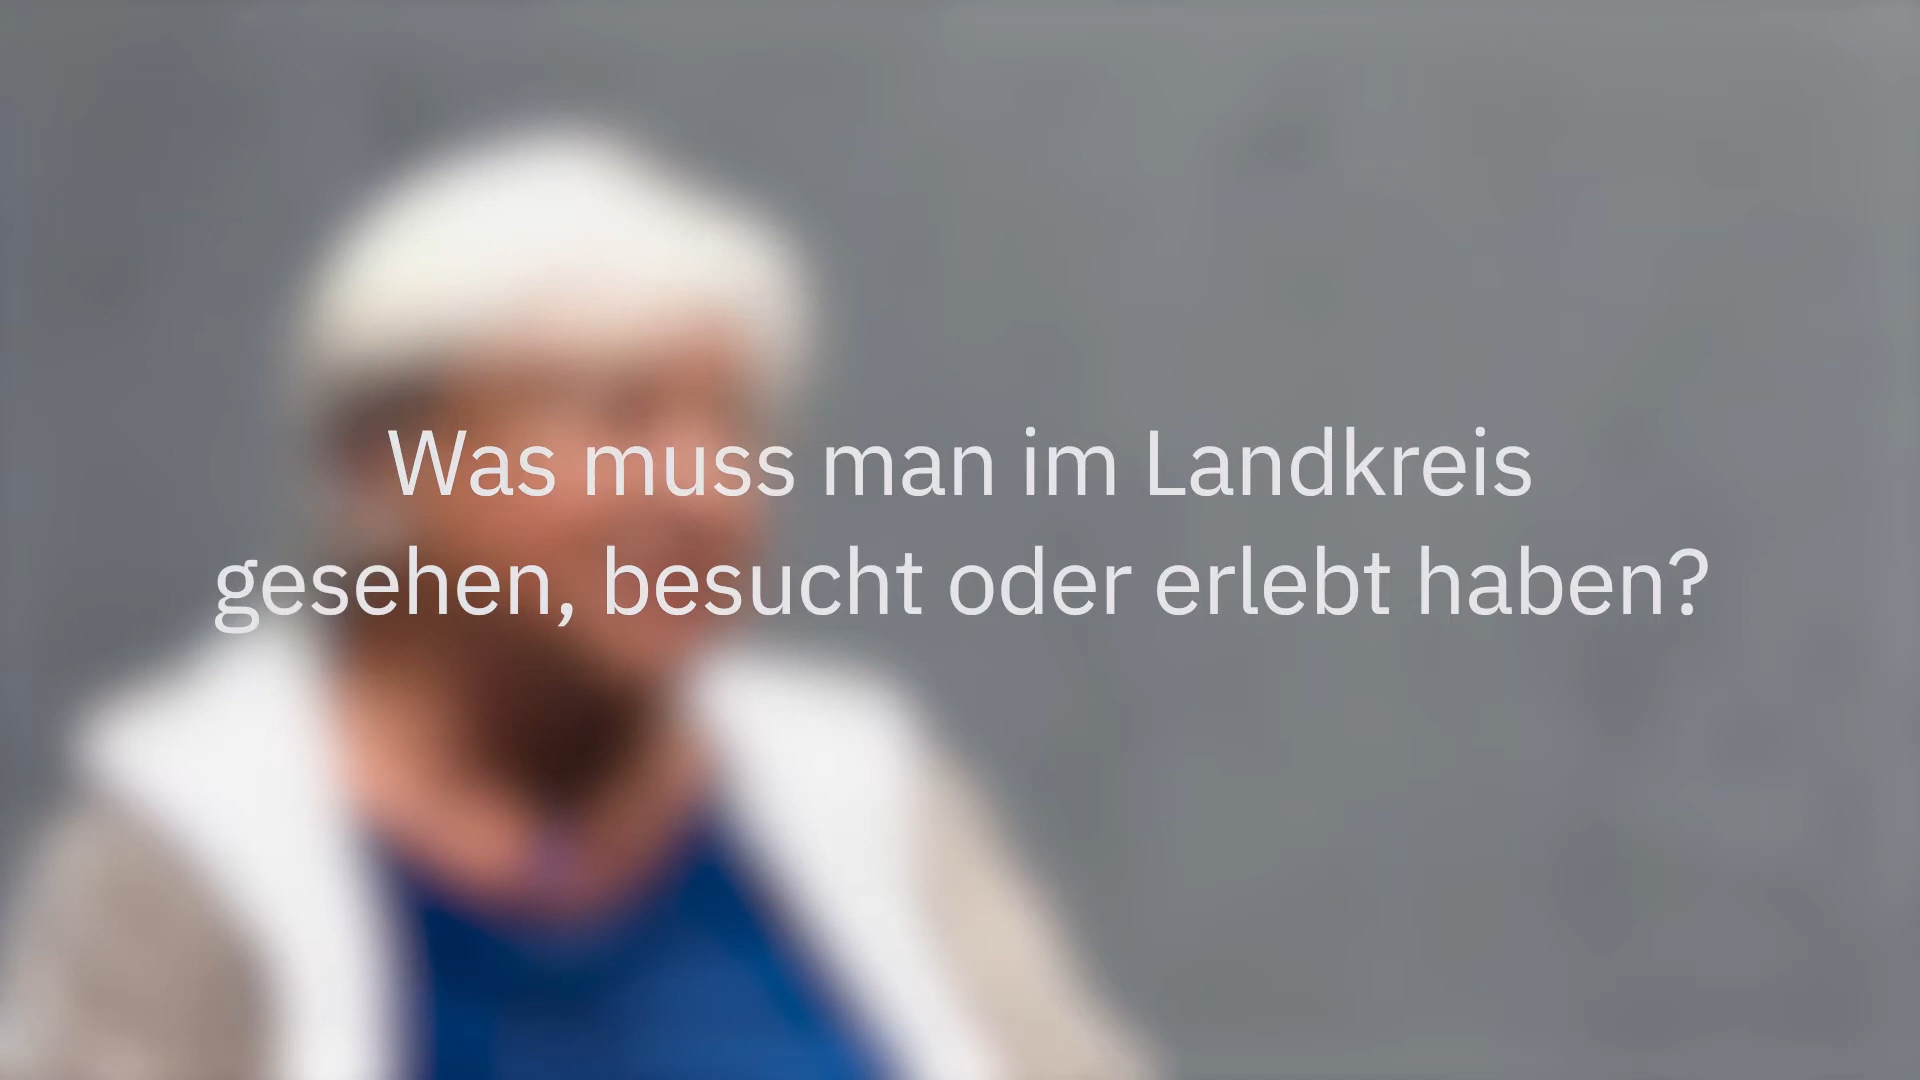 Was muss man im Landkreis
gesehen, besucht oder erlebt haben?